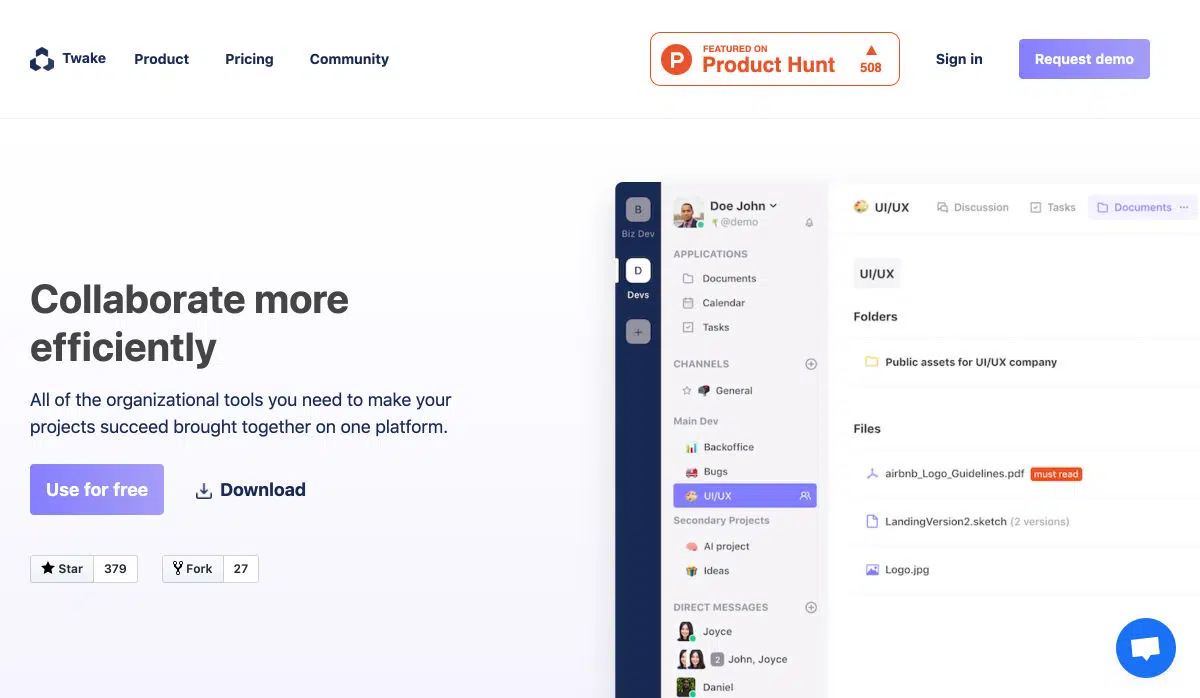 Twake
Product
Pricing
Community
P
FEATURED ON
Product Hunt
508
Sign in
Request demo
Collaborate more
efficiently
All of the organizational tools you need to make your
projects succeed brought together on one platform.
Use for free
Download
Star
379
Fork
27
B
Biz Dev
D
Devs
+
Doe John
@demo
APPLICATIONS
Documents
Calendar
Tasks
CHANNELS
General
Main Dev
Backoffice
Bugs
UI/UX
Secondary Projects
AI project
Ideas
DIRECT MESSAGES
Joyce
2 John, Joyce
Daniel
UI/UX
Discussion
Tasks
Documents ...
UI/UX
Folders
Public assets for UI/UX company
Files
airbnb_Logo_Guidelines.pdf must read
LandingVersion2.sketch (2 versions)
Logo.jpg